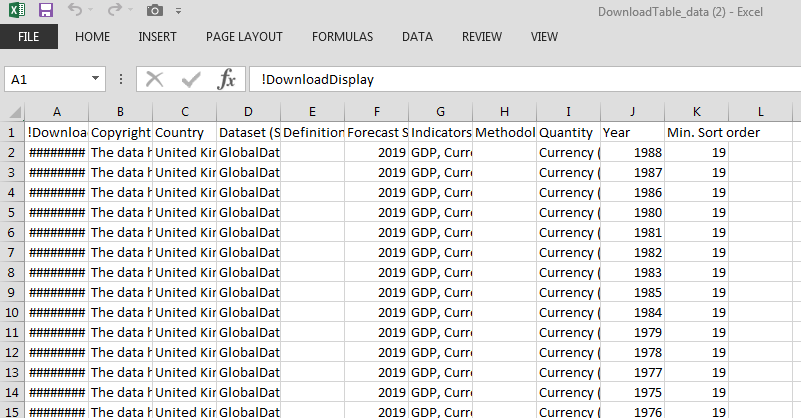 DownloadTable_data (2) - Excel
FILE HOME INSERT PAGE LAYOUT FORMULAS DATA REVIEW VIEW
A1 fx !DownloadDisplay
A B C D E F G H I J K L
1 !Downloa Copyright Country Dataset (S Definition Forecast S Indicators Methodol Quantity Year Min. Sort order
2 ######## The data h United Kin GlobalDat 2019 GDP, Curre Currency ( 1988 19
3 ######## The data h United Kin GlobalDat 2019 GDP, Curre Currency ( 1987 19
4 ######## The data h United Kin GlobalDat 2019 GDP, Curre Currency ( 1986 19
5 ######## The data h United Kin GlobalDat 2019 GDP, Curre Currency ( 1980 19
6 ######## The data h United Kin GlobalDat 2019 GDP, Curre Currency ( 1981 19
7 ######## The data h United Kin GlobalDat 2019 GDP, Curre Currency ( 1982 19
8 ######## The data h United Kin GlobalDat 2019 GDP, Curre Currency ( 1983 19
9 ######## The data h United Kin GlobalDat 2019 GDP, Curre Currency ( 1985 19
10 ######## The data h United Kin GlobalDat 2019 GDP, Curre Currency ( 1984 19
11 ######## The data h United Kin GlobalDat 2019 GDP, Curre Currency ( 1979 19
12 ######## The data h United Kin GlobalDat 2019 GDP, Curre Currency ( 1978 19
13 ######## The data h United Kin GlobalDat 2019 GDP, Curre Currency ( 1977 19
14 ######## The data h United Kin GlobalDat 2019 GDP, Curre Currency ( 1975 19
15 ######## The data h United Kin GlobalDat 2019 GDP, Curre Currency ( 1976 19